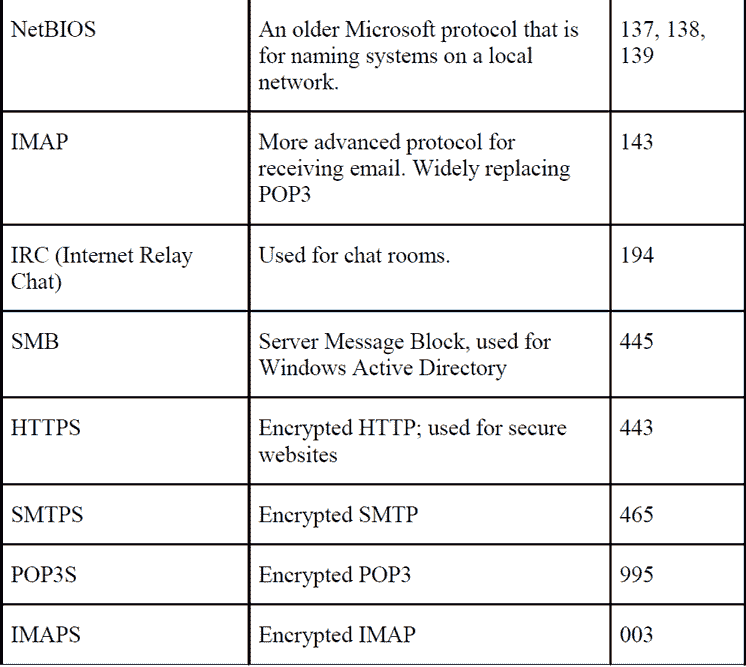 NetBIOS
An older Microsoft protocol that is
for naming systems on a local
network.
137, 138,
139
IMAP
More advanced protocol for
receiving email. Widely replacing
POP3
143
IRC (Internet Relay
Chat)
Used for chat rooms.
194
SMB
Server Message Block, used for
Windows Active Directory
445
HTTPS
Encrypted HTTP; used for secure
websites
443
SMTPS
Encrypted SMTP
465
POP3S
Encrypted POP3
995
IMAPS
Encrypted IMAP
003